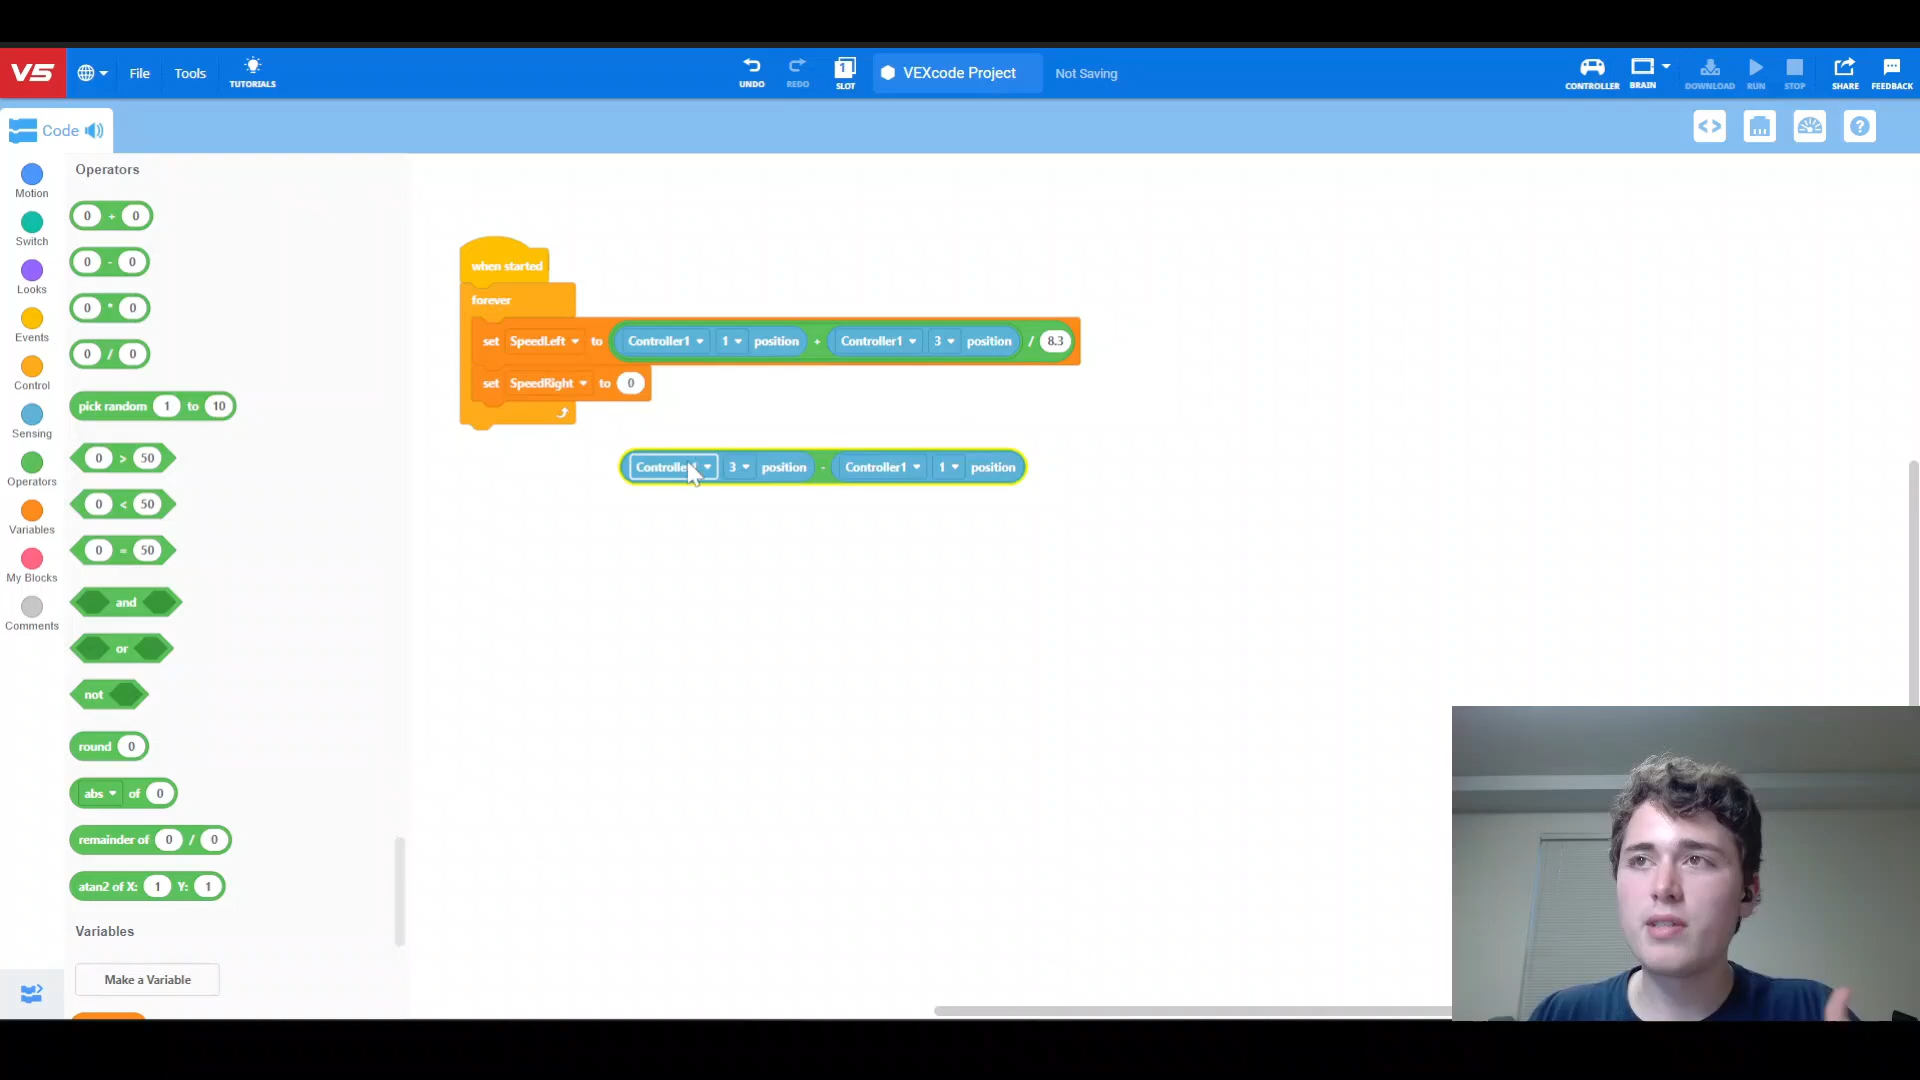 V5 File Tools TUTORIALS UNDO REDO 1 SLOT VEXcode Project Not Saving CONTROLLER BRAIN DOWNLOAD RUN STOP SHARE FEEDBACK
Code
Motion
Switch
Looks
Events
Control
Sensing
Operators
Variables
My Blocks
Comments
Operators
0 + 0
0 - 0
0 * 0
0 / 0
pick random 1 to 10
0 > 50
0 < 50
0 = 50
and
or
not
round 0
abs of 0
remainder of 0 / 0
atan2 of X: 1 Y: 1
Variables
Make a Variable
when started
forever
set SpeedLeft to Controller1 1 position + Controller1 3 position / 8.3
set SpeedRight to 0
3 position - Controller1 1 position